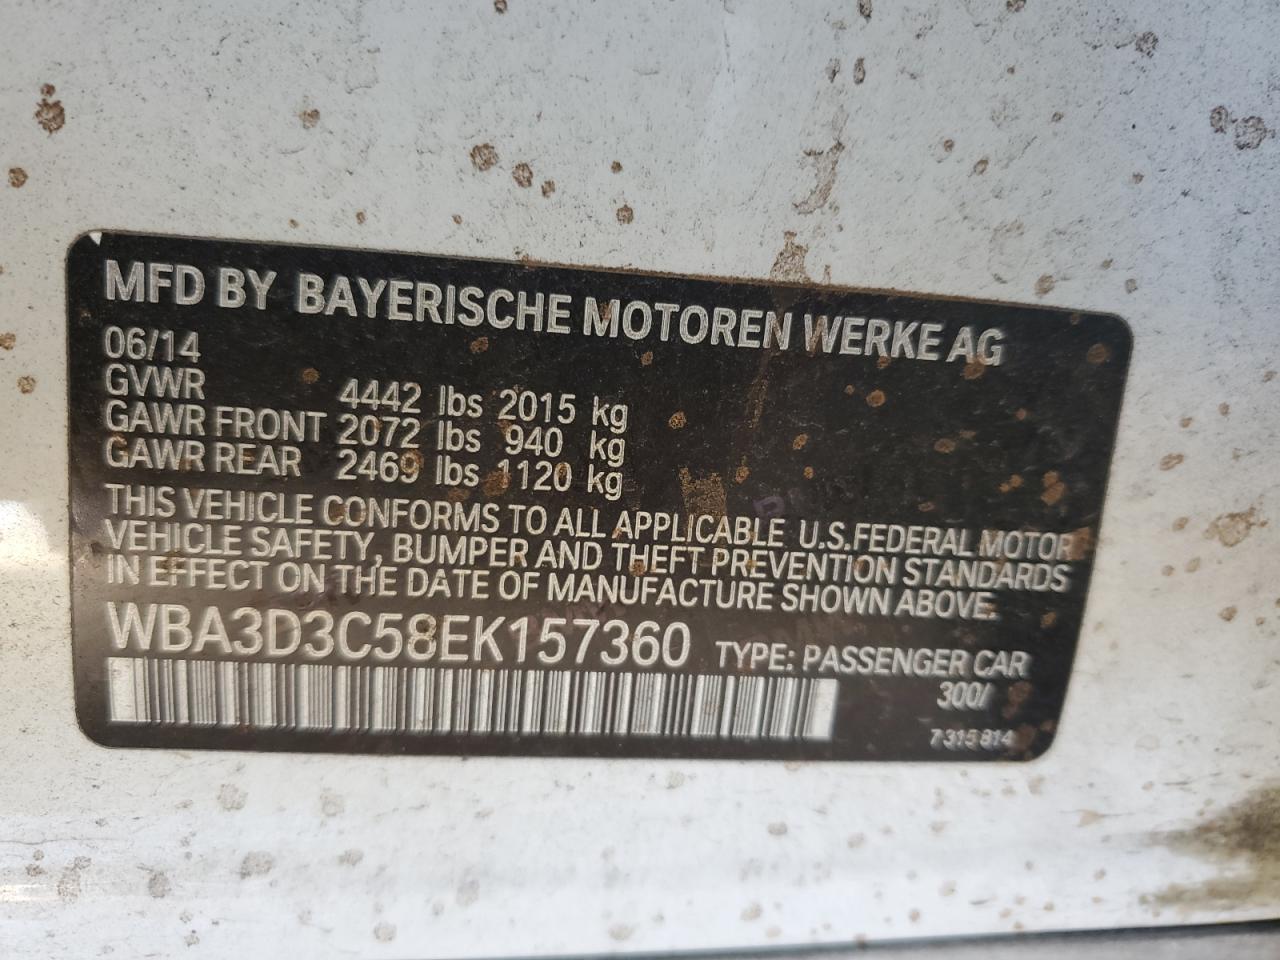 MFD BY BAYERISCHE MOTOREN WERKE AG
06/14
GVWR 4442 lbs 2015 kg
GAWR FRONT 2072 lbs 940 kg
GAWR REAR 2469 lbs 1120 kg
THIS VEHICLE CONFORMS TO ALL APPLICABLE U.S.FEDERAL MOTOR
VEHICLE SAFETY, BUMPER AND THEFT PREVENTION STANDARDS
IN EFFECT ON THE DATE OF MANUFACTURE SHOWN ABOVE.
WBA3D3C58EK157360 TYPE: PASSENGER CAR
300/
7 315 814